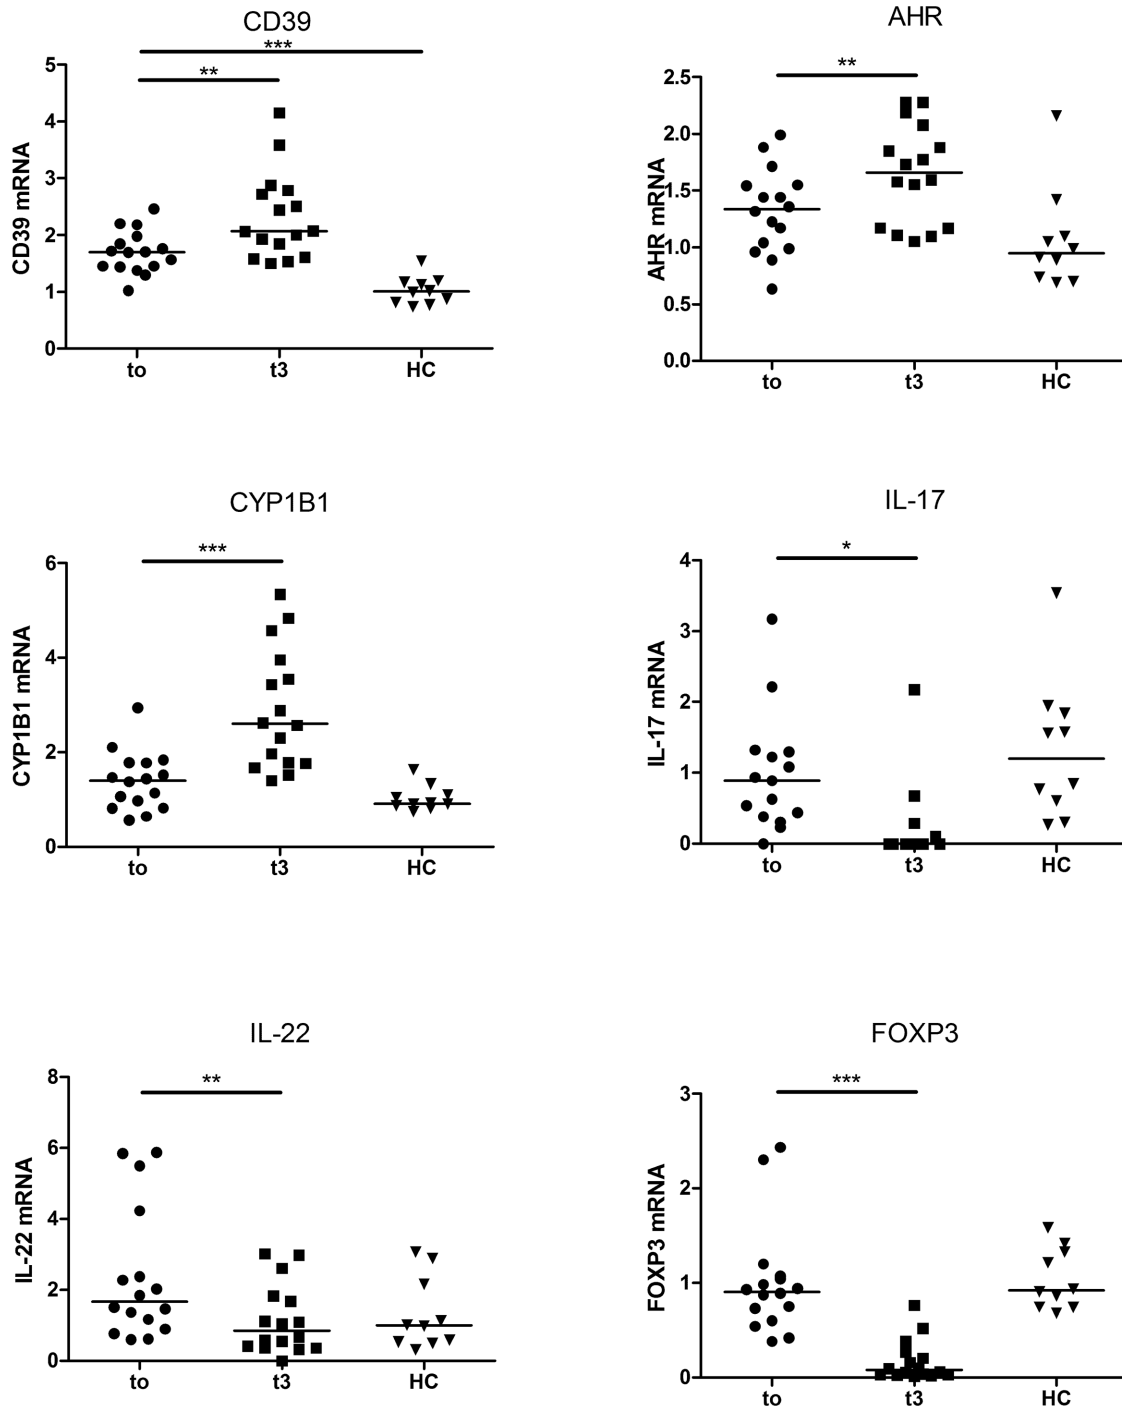 CD39
***
**
5
4
3
2
1
0
CD39 mRNA
to t3 HC
AHR
**
2.5
2.0
1.5
1.0
0.5
0.0
AHR mRNA
to t3 HC
CYP1B1
***
6
4
2
0
CYP1B1 mRNA
to t3 HC
IL-17
*
4
3
2
1
0
IL-17 mRNA
to t3 HC
IL-22
**
8
6
4
2
0
IL-22 mRNA
to t3 HC
FOXP3
***
3
2
1
0
FOXP3 mRNA
to t3 HC